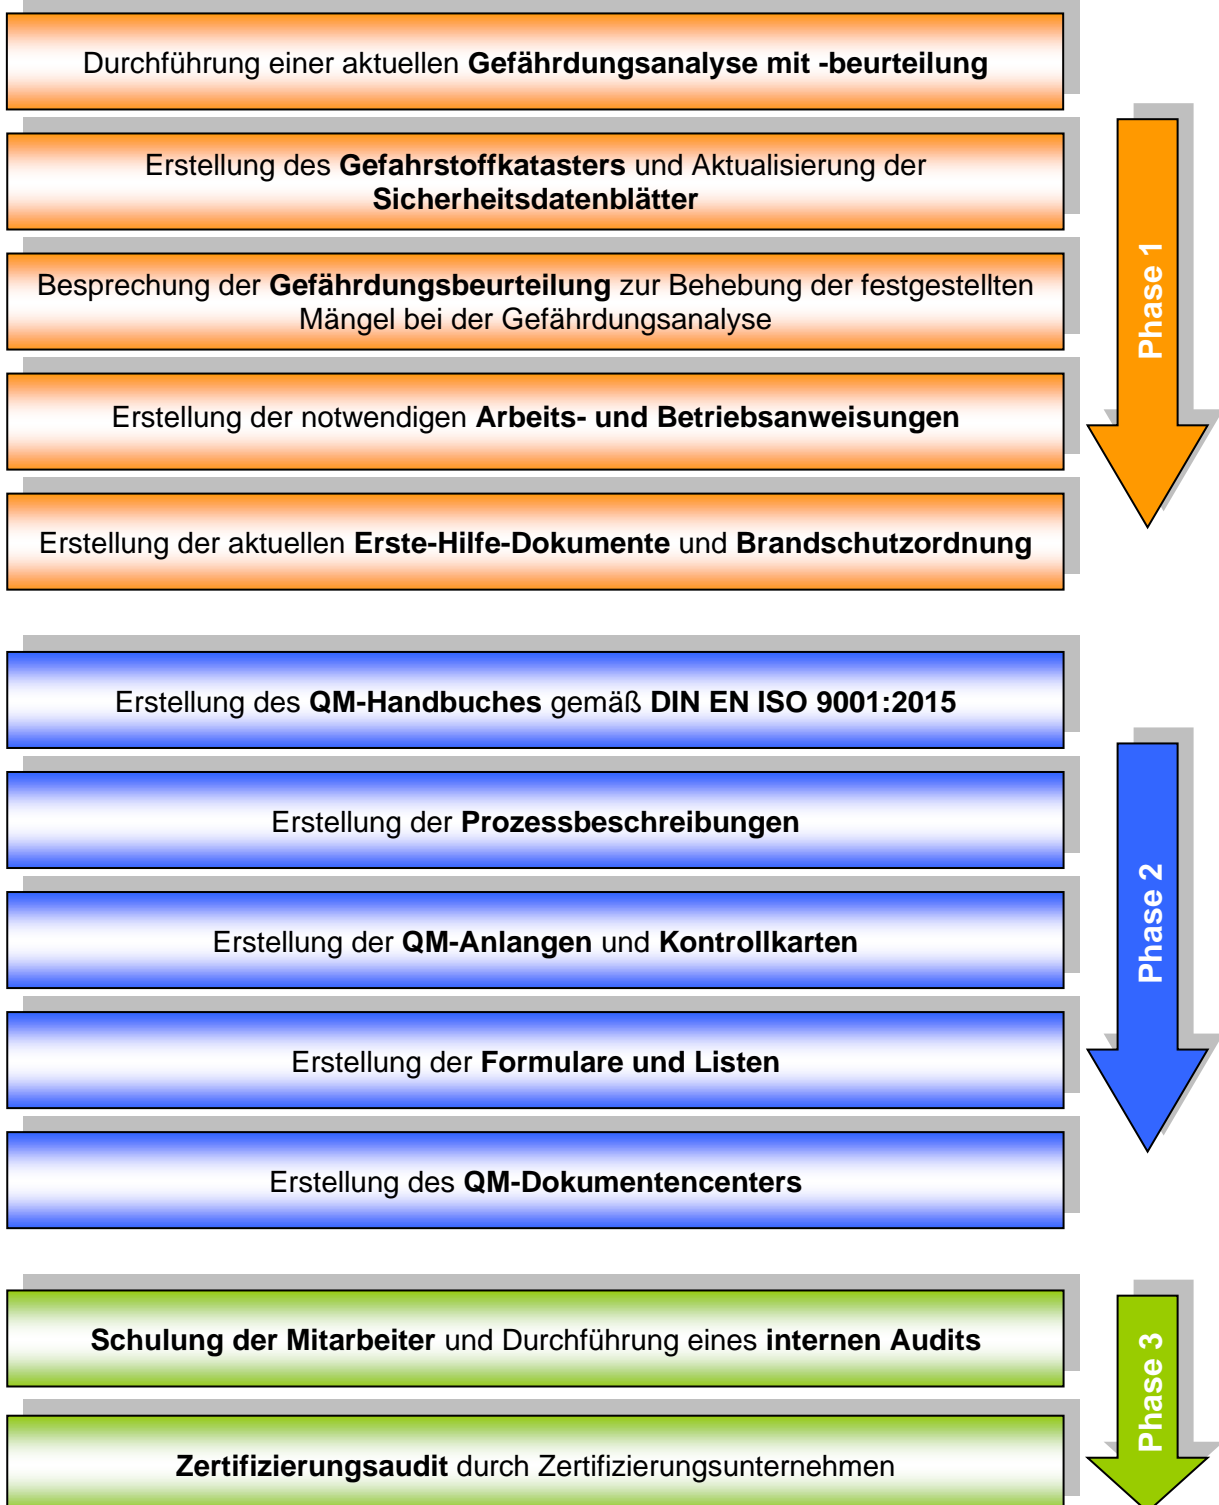 Durchführung einer aktuellen Gefährdungsanalyse mit -beurteilung
Erstellung des Gefahrstoffkatasters und Aktualisierung der
Sicherheitsdatenblätter
Besprechung der Gefährdungsbeurteilung zur Behebung der festgestellten
Mängel bei der Gefährdungsanalyse
Erstellung der notwendigen Arbeits- und Betriebsanweisungen
Erstellung der aktuellen Erste-Hilfe-Dokumente und Brandschutzordnung
Phase 1
Erstellung des QM-Handbuches gemäß DIN EN ISO 9001:2015
Erstellung der Prozessbeschreibungen
Erstellung der QM-Anlangen und Kontrollkarten
Erstellung der Formulare und Listen
Erstellung des QM-Dokumentencenters
Phase 2
Schulung der Mitarbeiter und Durchführung eines internen Audits
Zertifizierungsaudit durch Zertifizierungsunternehmen
Phase 3